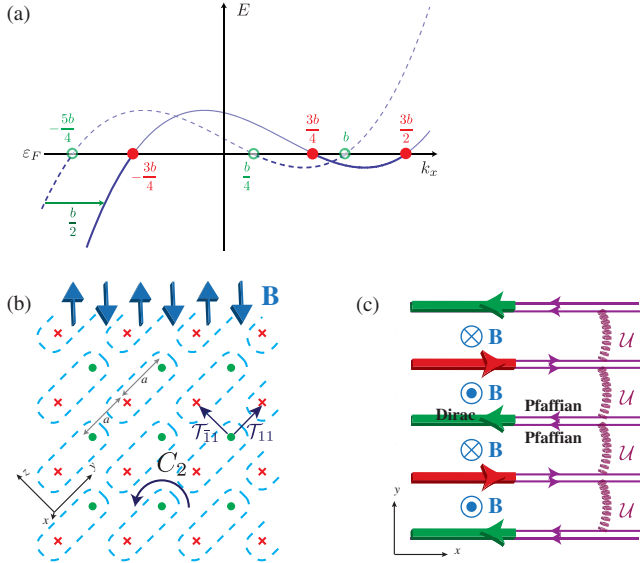 (a)
E
-5b/4
b
3b/4
3b/2
ε_F
-3b/4
b/4
k_x
b/2
(b)
B
a
a
T_{\bar{1}1}
T_{11}
C_2
z
y
x
(c)
B
U
B
U
Dirac
Pfaffian
Pfaffian
B
U
B
U
y
x